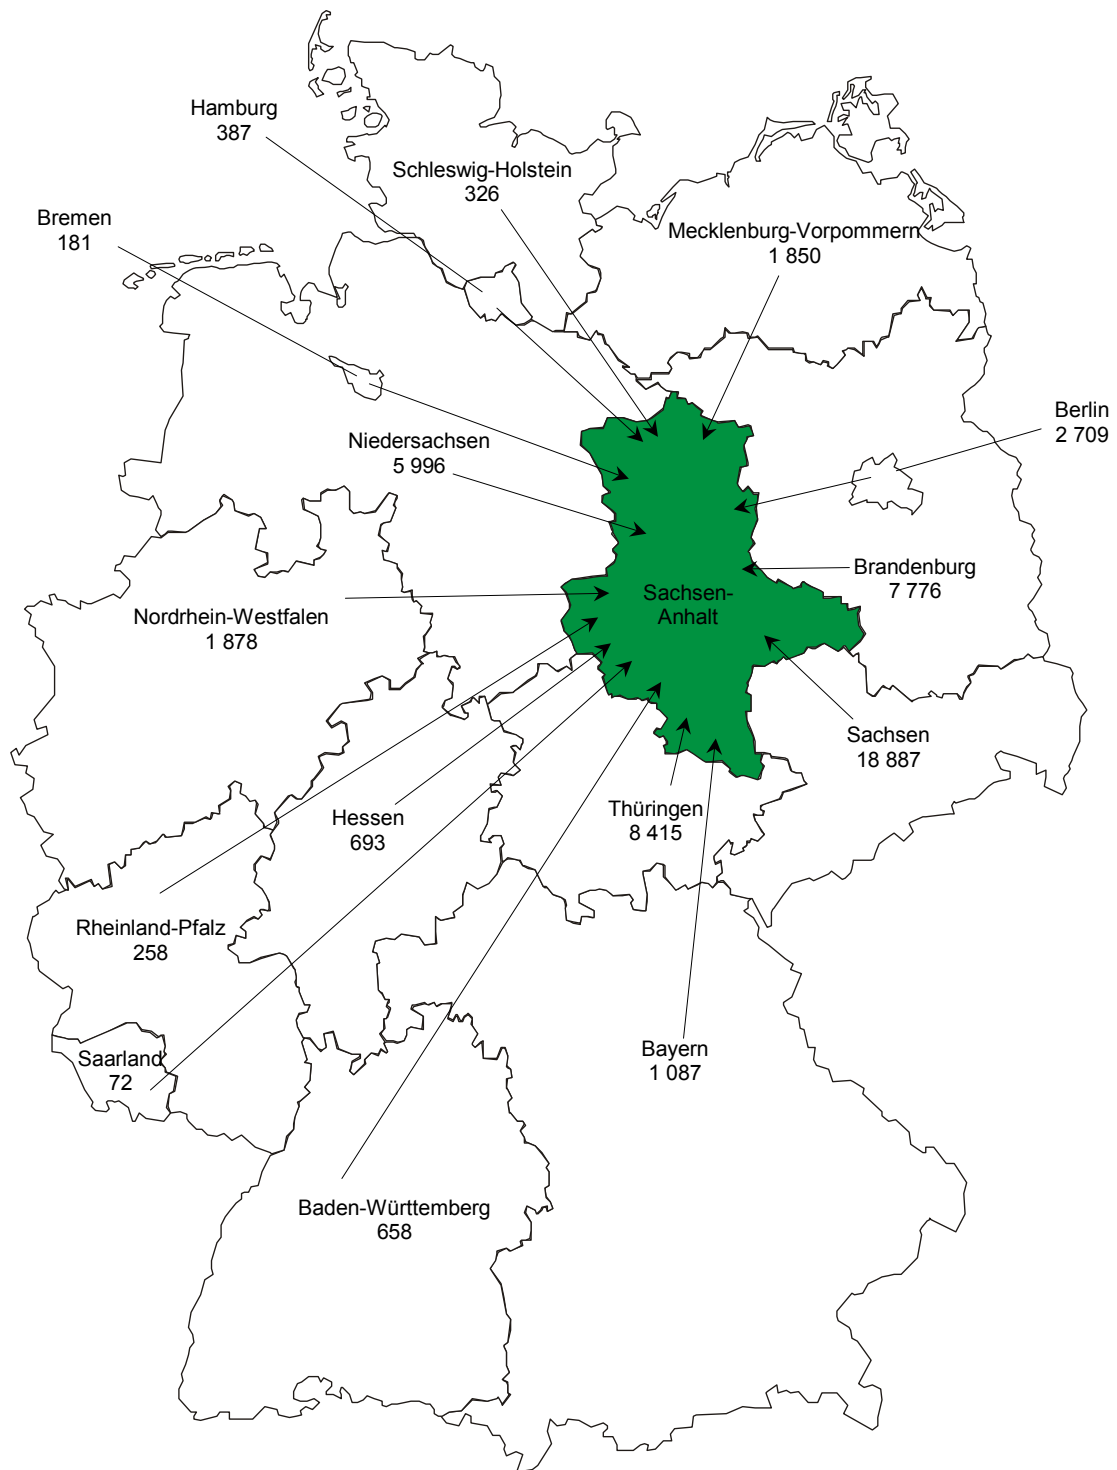 Hamburg
387
Schleswig-Holstein
326
Bremen
181
Mecklenburg-Vorpommern
1 850
Berlin
2 709
Niedersachsen
5 996
Brandenburg
7 776
Sachsen-
Anhalt
Nordrhein-Westfalen
1 878
Sachsen
18 887
Hessen
693
Thüringen
8 415
Rheinland-Pfalz
258
Bayern
1 087
Saarland
72
Baden-Württemberg
658